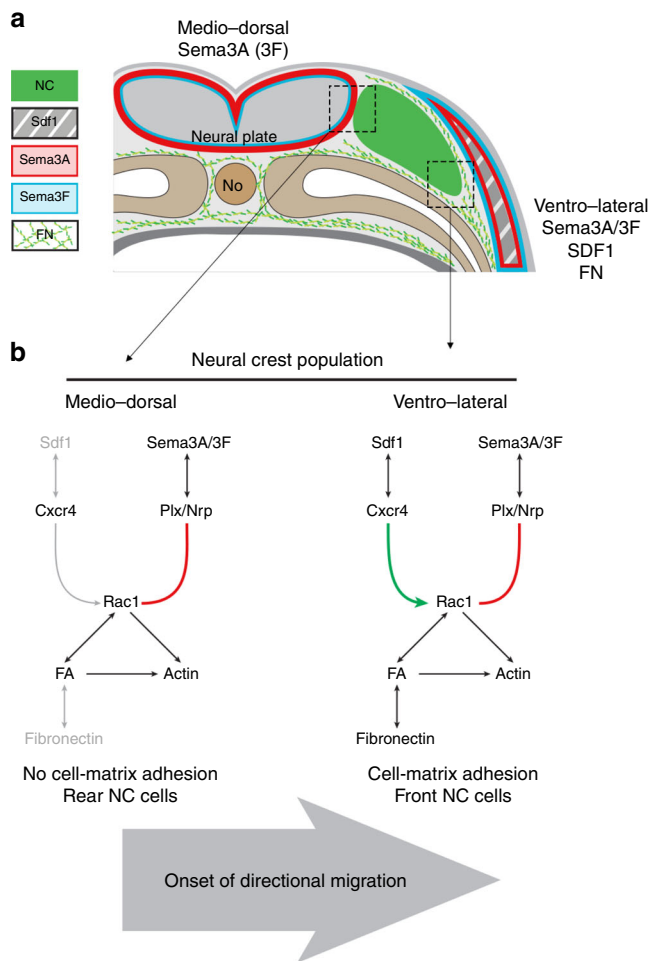 a
Medio–dorsal
Sema3A (3F)
NC
Sdf1
Sema3A
Sema3F
FN
Neural plate
No
Ventro–lateral
Sema3A/3F
SDF1
FN
b
Neural crest population
Medio–dorsal
Ventro–lateral
Sdf1
Sema3A/3F
Sdf1
Sema3A/3F
Cxcr4
Plx/Nrp
Cxcr4
Plx/Nrp
Rac1
Rac1
FA
Actin
FA
Actin
Fibronectin
Fibronectin
No cell-matrix adhesion
Rear NC cells
Cell-matrix adhesion
Front NC cells
Onset of directional migration